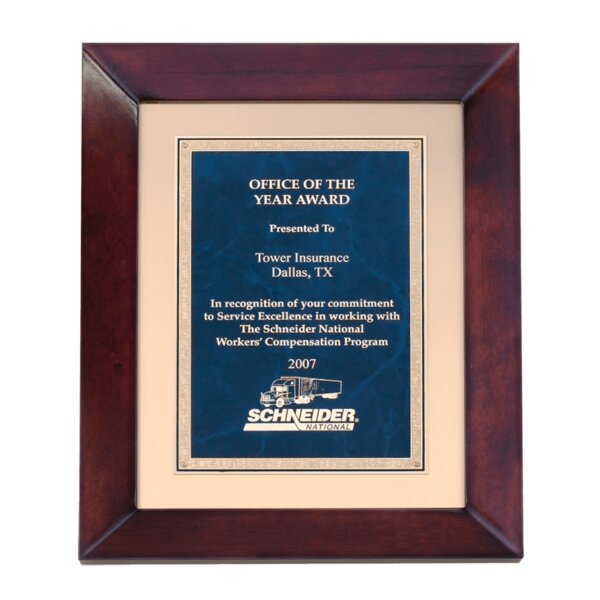 OFFICE OF THE
YEAR AWARD
Presented To
Tower Insurance
Dallas, TX
In recognition of your commitment
to Service Excellence in working with
The Schneider National
Workers' Compensation Program
2007
SCHNEIDER®
NATIONAL